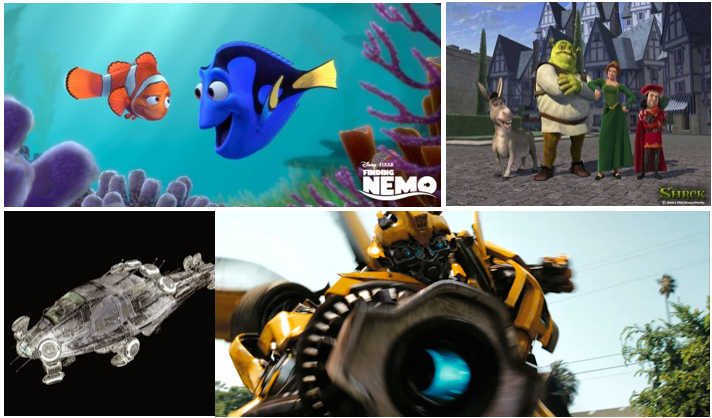 Disney · PIXAR
FINDING
NEMO
SHREK